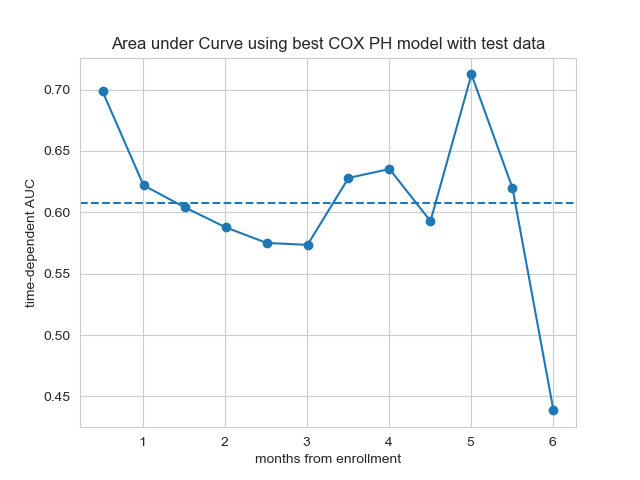 Area under Curve using best COX PH model with test data
time-dependent AUC
0.70
0.65
0.60
0.55
0.50
0.45
1 2 3 4 5 6
months from enrollment